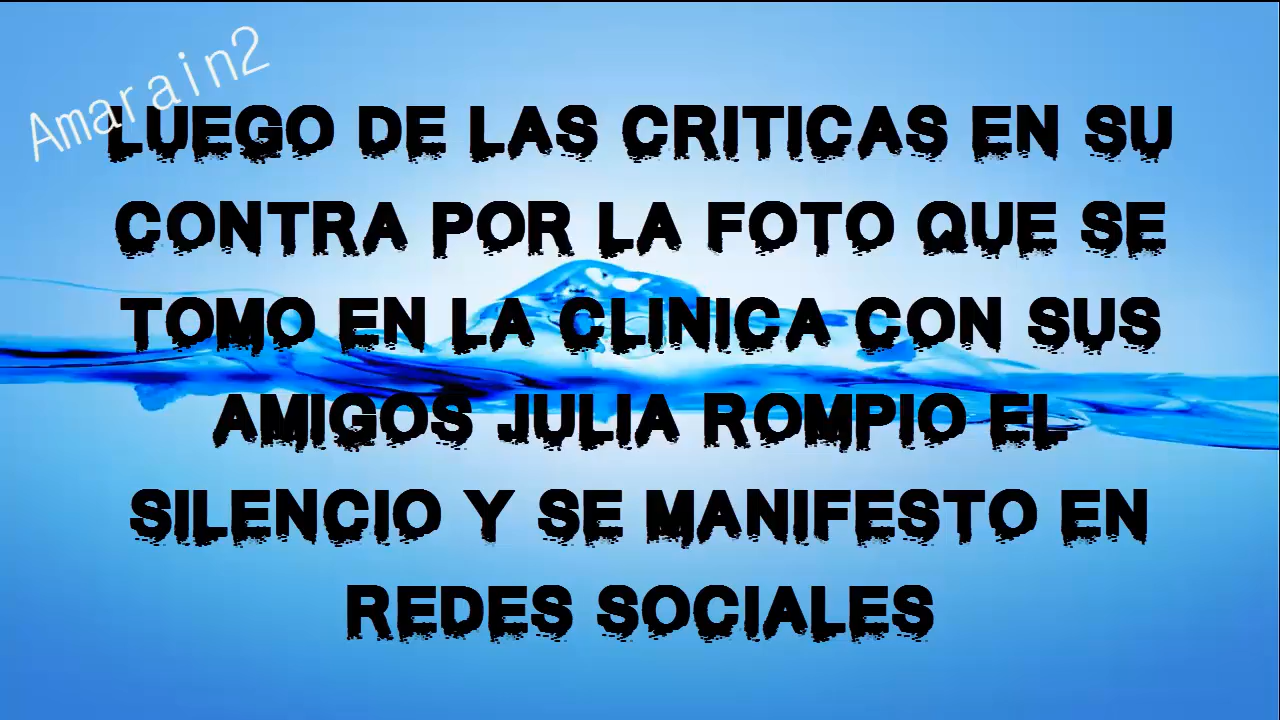 Amarain2
LUEGO DE LAS CRITICAS EN SU
CONTRA POR LA FOTO QUE SE
TOMO EN LA CLINICA CON SUS
AMIGOS JULIA ROMPIO EL
SILENCIO Y SE MANIFESTO EN
REDES SOCIALES